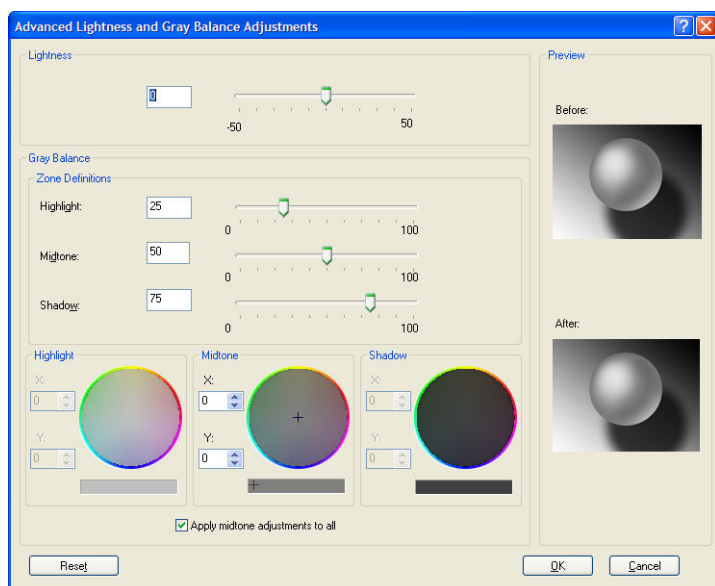 Advanced Lightness and Gray Balance Adjustments
Lightness
0
-50 50
Gray Balance
Zone Definitions
Highlight: 25
0 100
Midtone: 50
0 100
Shadow: 75
0 100
Highlight
X:
0
Y:
0
Midtone
X:
0
Y:
0
Shadow
X:
0
Y:
0
Apply midtone adjustments to all
Preview
Before:
After:
Reset
OK
Cancel